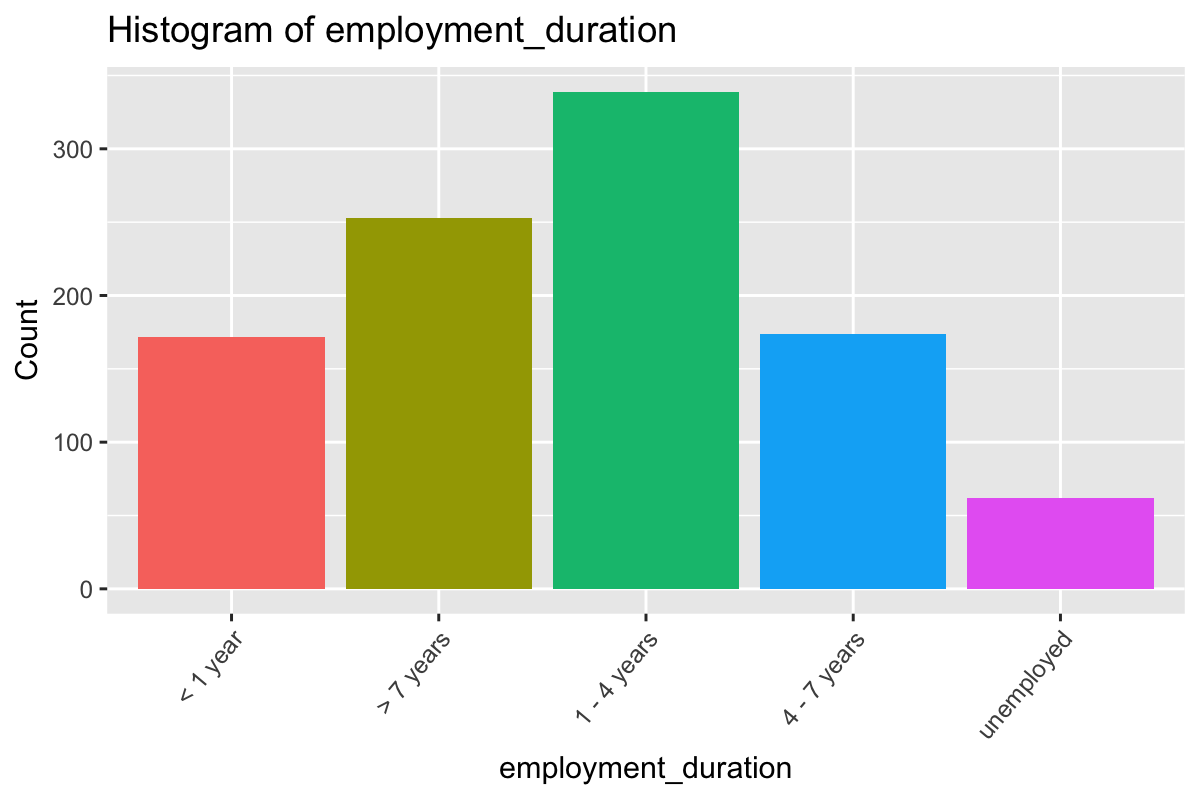 Histogram of employment_duration
Count
300
200
100
0
< 1 year
> 7 years
1 - 4 years
4 - 7 years
unemployed
employment_duration